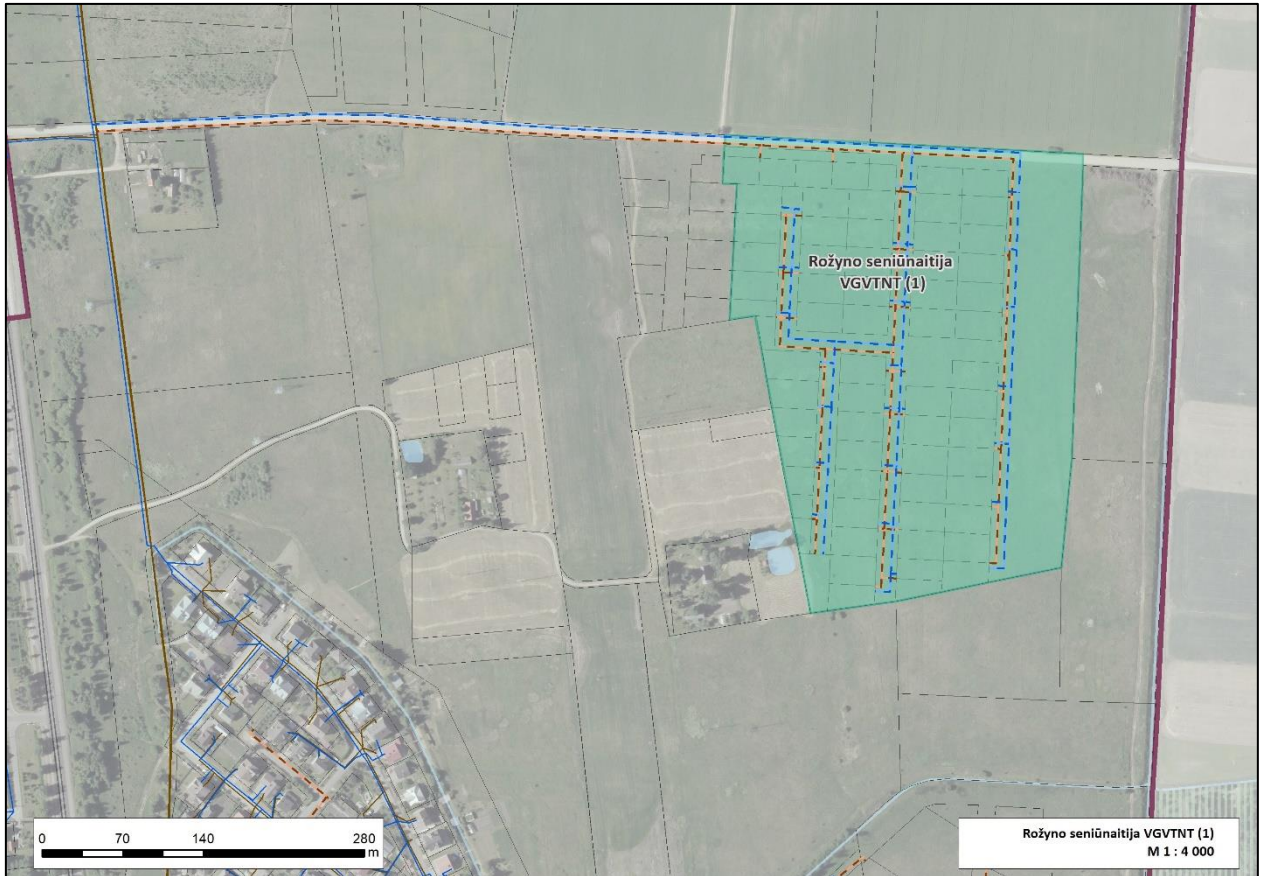 Rožyno seniūnaitija
VGVTNT (1)
0 70 140 280
m
Rožyno seniūnaitija VGVTNT (1)
M 1 : 4 000